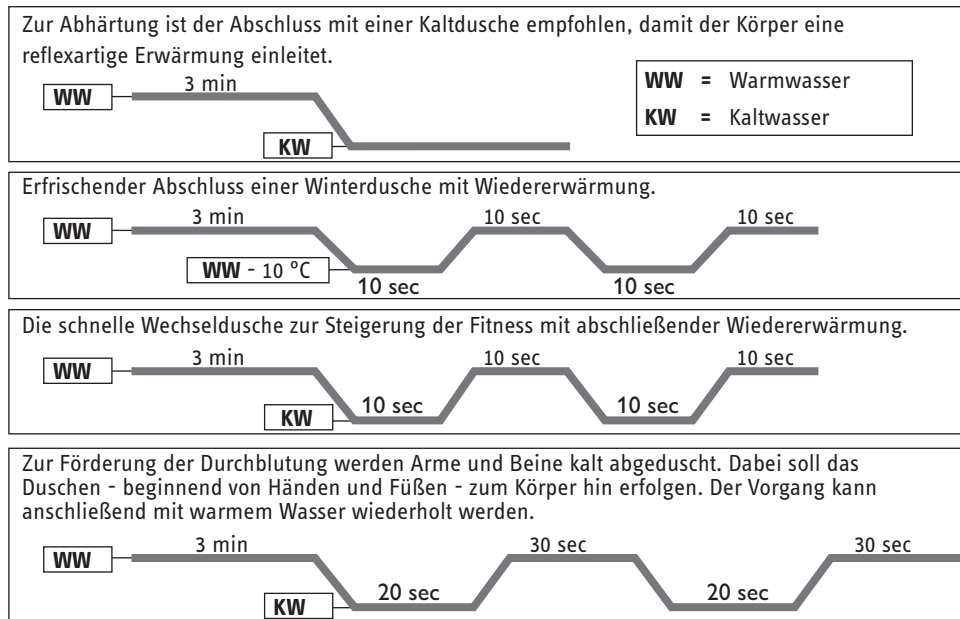 Zur Abhärtung ist der Abschluss mit einer Kaltdusche empfohlen, damit der Körper eine
reflexartige Erwärmung einleitet.
WW
3 min
KW
WW = Warmwasser
KW = Kaltwasser
Erfrischender Abschluss einer Winterdusche mit Wiedererwärmung.
WW
3 min
10 sec
10 sec
WW - 10 °C
10 sec
10 sec
Die schnelle Wechseldusche zur Steigerung der Fitness mit abschließender Wiedererwärmung.
WW
3 min
10 sec
10 sec
KW
10 sec
10 sec
Zur Förderung der Durchblutung werden Arme und Beine kalt abgeduscht. Dabei soll das
Duschen - beginnend von Händen und Füßen - zum Körper hin erfolgen. Der Vorgang kann
anschließend mit warmem Wasser wiederholt werden.
WW
3 min
30 sec
30 sec
KW
20 sec
20 sec